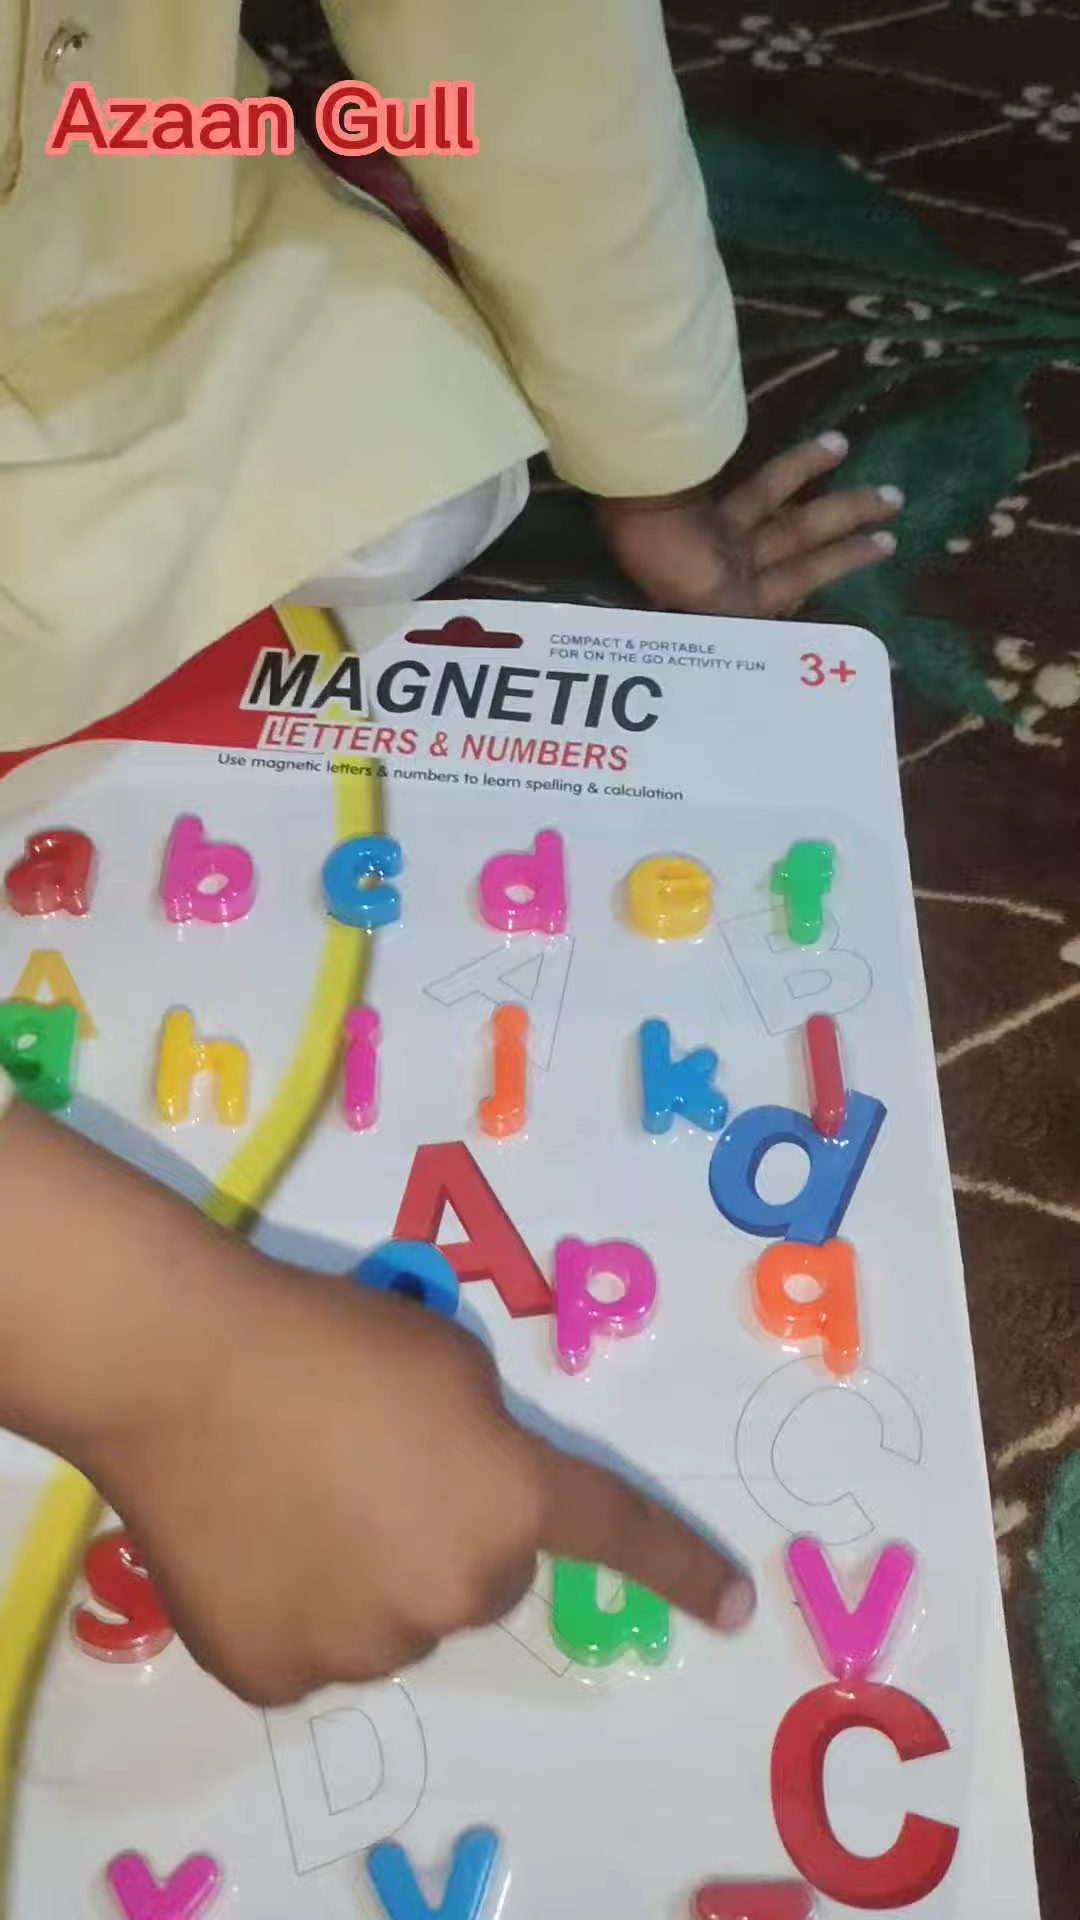 Azaan Gull
COMPACT & PORTABLE
FOR ON THE GO ACTIVITY FUN
3+
MAGNETIC
LETTERS & NUMBERS
Use magnetic letters & numbers to learn spelling & calculation
a b c d e f
A A B
g h i j k l
q
A
p q
C
s u v
C
D